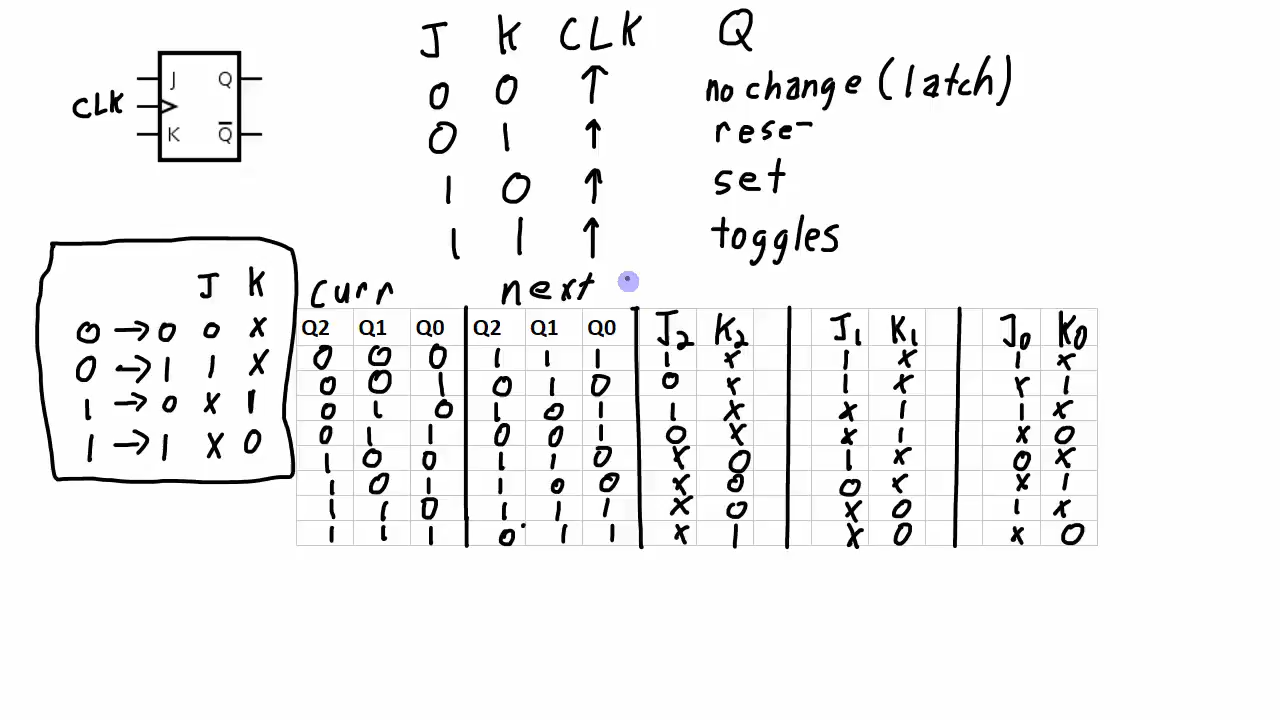 J K CLK Q
0 0 ↑ no change (latch)
J Q
CLK
0 1 ↑ rese-
K Q̅
1 0 ↑ set
1 1 ↑ toggles
J K
curr next
0 → 0 0 x
Q2 Q1 Q0 Q2 Q1 Q0 J2 K2 J1 K1 J0 K0
0 0 0 1 1 1 1 x 1 x 1 x
0 → 1 1 x
0 0 1 0 1 0 0 x 1 x x 1
1 → 0 x 1
0 1 0 1 0 1 1 x x 1 1 x
0 1 1 0 0 1 0 x x 1 x 0
1 → 1 x 0
1 0 0 1 1 0 x 0 1 x 0 x
1 0 1 1 0 0 x 0 0 x x 1
1 1 0 1 1 1 x 0 x 0 1 x
1 1 1 0 1 1 x 1 x 0 x 0